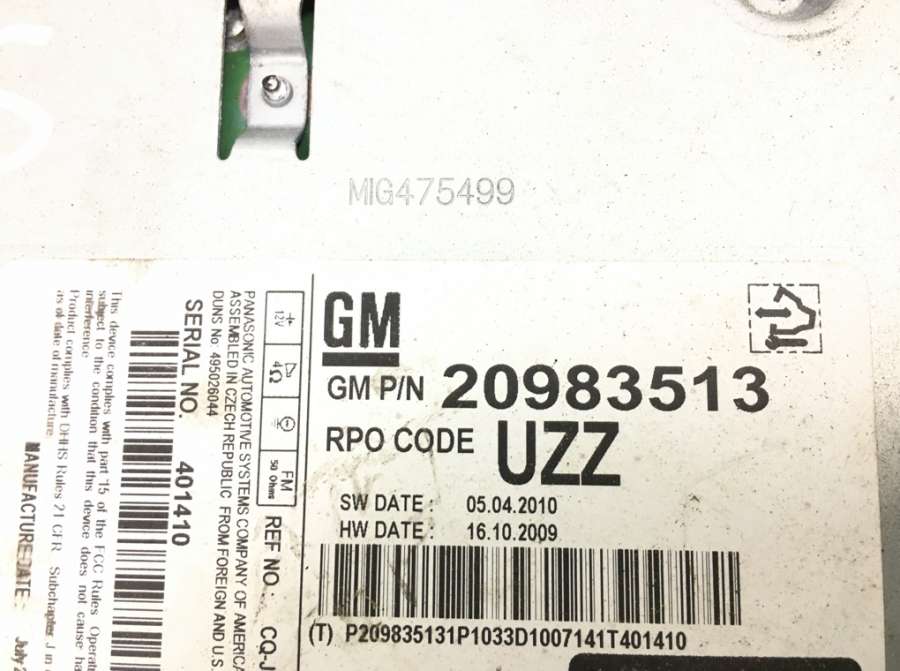 MIG475499
GM
GM P/N 20983513
RPO CODE UZZ
SW DATE : 05.04.2010
HW DATE : 16.10.2009
(T) P209835131P1033D1007141T401410
12V
4Ω
FM
50 Ohms
REF NO. : CQ-J
PANASONIC AUTOMOTIVE SYSTEMS COMPANY OF AMERICA
ASSEMBLED IN CZECH REPUBLIC FROM FOREIGN AND U.S.
DUNS No 495026044
SERIAL NO. 401410
This device complies with part 15 of the FCC Rules
subject to the condition that this device does not cause
interference
Product complies with DHHS Rules 21 CFR Subchapter J in
as of date of manufacture.
MANUFACTURE DATE: July